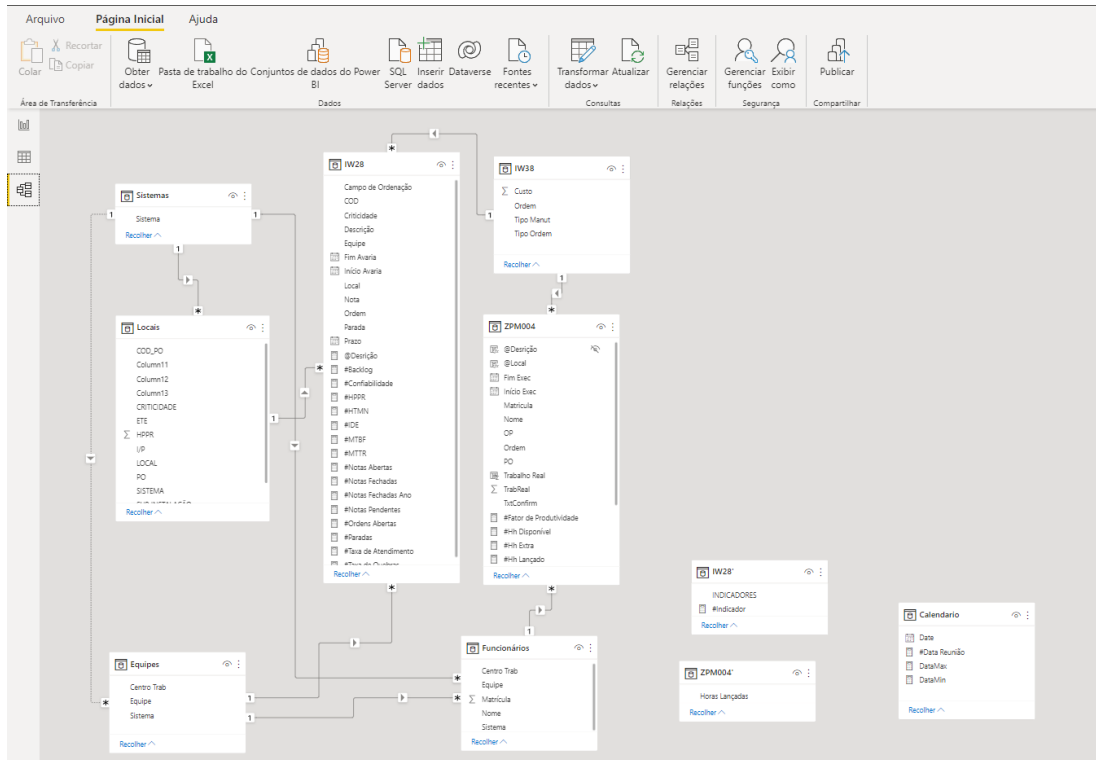 Arquivo
Página Inicial
Ajuda
Colar
Recortar
Copiar
Obter dados
Pasta de trabalho do Excel
Conjuntos de dados do Power BI
SQL Server
Inserir dados
Dataverse
Fontes recentes
Transformar dados
Atualizar
Gerenciar relações
Gerenciar funções
Exibir como
Publicar
Área de Transferência
Dados
Consultas
Relações
Segurança
Compartilhar
Sistemas
Sistema
Recolher
Locais
COD_PO
Column11
Column12
Column13
CRITICIDADE
ETE
Σ HPPR
I/P
LOCAL
PO
SISTEMA
Recolher
IW28
Campo de Ordenação
COD
Criticidade
Descrição
Equipe
Fim Avaria
Início Avaria
Local
Nota
Ordem
Parada
Prazo
@Desrição
#Backlog
#Confiabilidade
#HPPR
#HTMN
#IDE
#MTBF
#MTTR
#Notas Abertas
#Notas Fechadas
#Notas Fechadas Ano
#Notas Pendentes
#Ordens Abertas
#Paradas
#Taxa de Atendimento
#Taxa de Quebras
Recolher
IW38
Σ Custo
Ordem
Tipo Manut
Tipo Ordem
Recolher
ZPM004
@Desrição
@Local
Fim Exec
Início Exec
Matricula
Nome
OP
Ordem
PO
Trabalho Real
Σ TrabReal
TxtConfirm
#Fator de Produtividade
#Hh Disponivel
#Hh Extra
#Hh Lançado
Recolher
Equipes
Centro Trab
Equipe
Sistema
Recolher
Funcionários
Centro Trab
Equipe
Σ Matrícula
Nome
Sistema
Recolher
IW28`
INDICADORES
#Indicador
Recolher
ZPM004`
Horas Lançadas
Recolher
Calendario
Date
#Data Reunião
DataMax
DataMin
Recolher